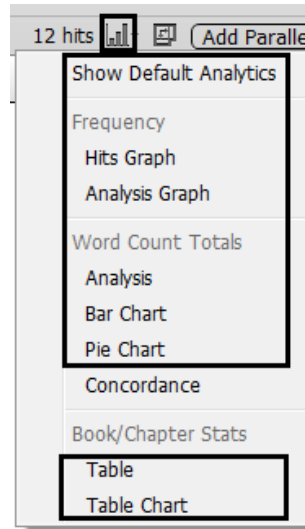 12 hits Add Paralle
Show Default Analytics
Frequency
Hits Graph
Analysis Graph
Word Count Totals
Analysis
Bar Chart
Pie Chart
Concordance
Book/Chapter Stats
Table
Table Chart